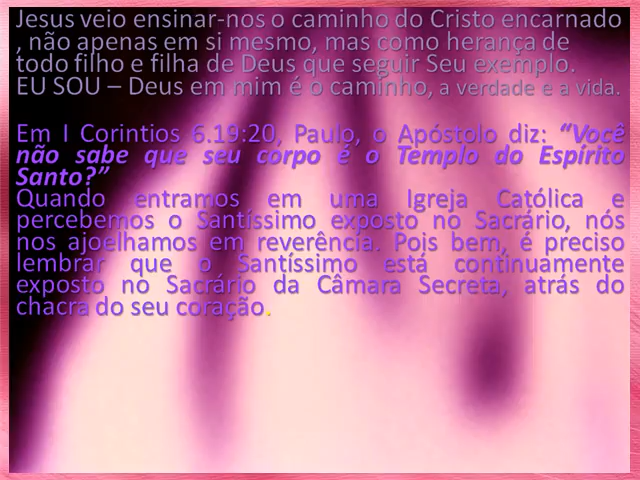 Jesus veio ensinar-nos o caminho do Cristo encarnado
, não apenas em si mesmo, mas como herança de
todo filho e filha de Deus que seguir Seu exemplo.
EU SOU – Deus em mim é o caminho, a verdade e a vida.
Em I Corintios 6.19:20, Paulo, o Apóstolo diz: “Você
não sabe que seu corpo é o Templo do Espírito
Santo?”
Quando entramos em uma Igreja Católica e
percebemos o Santíssimo exposto no Sacrário, nós
nos ajoelhamos em reverência. Pois bem, é preciso
lembrar que o Santíssimo está continuamente
exposto no Sacrário da Câmara Secreta, atrás do
chacra do seu coração.